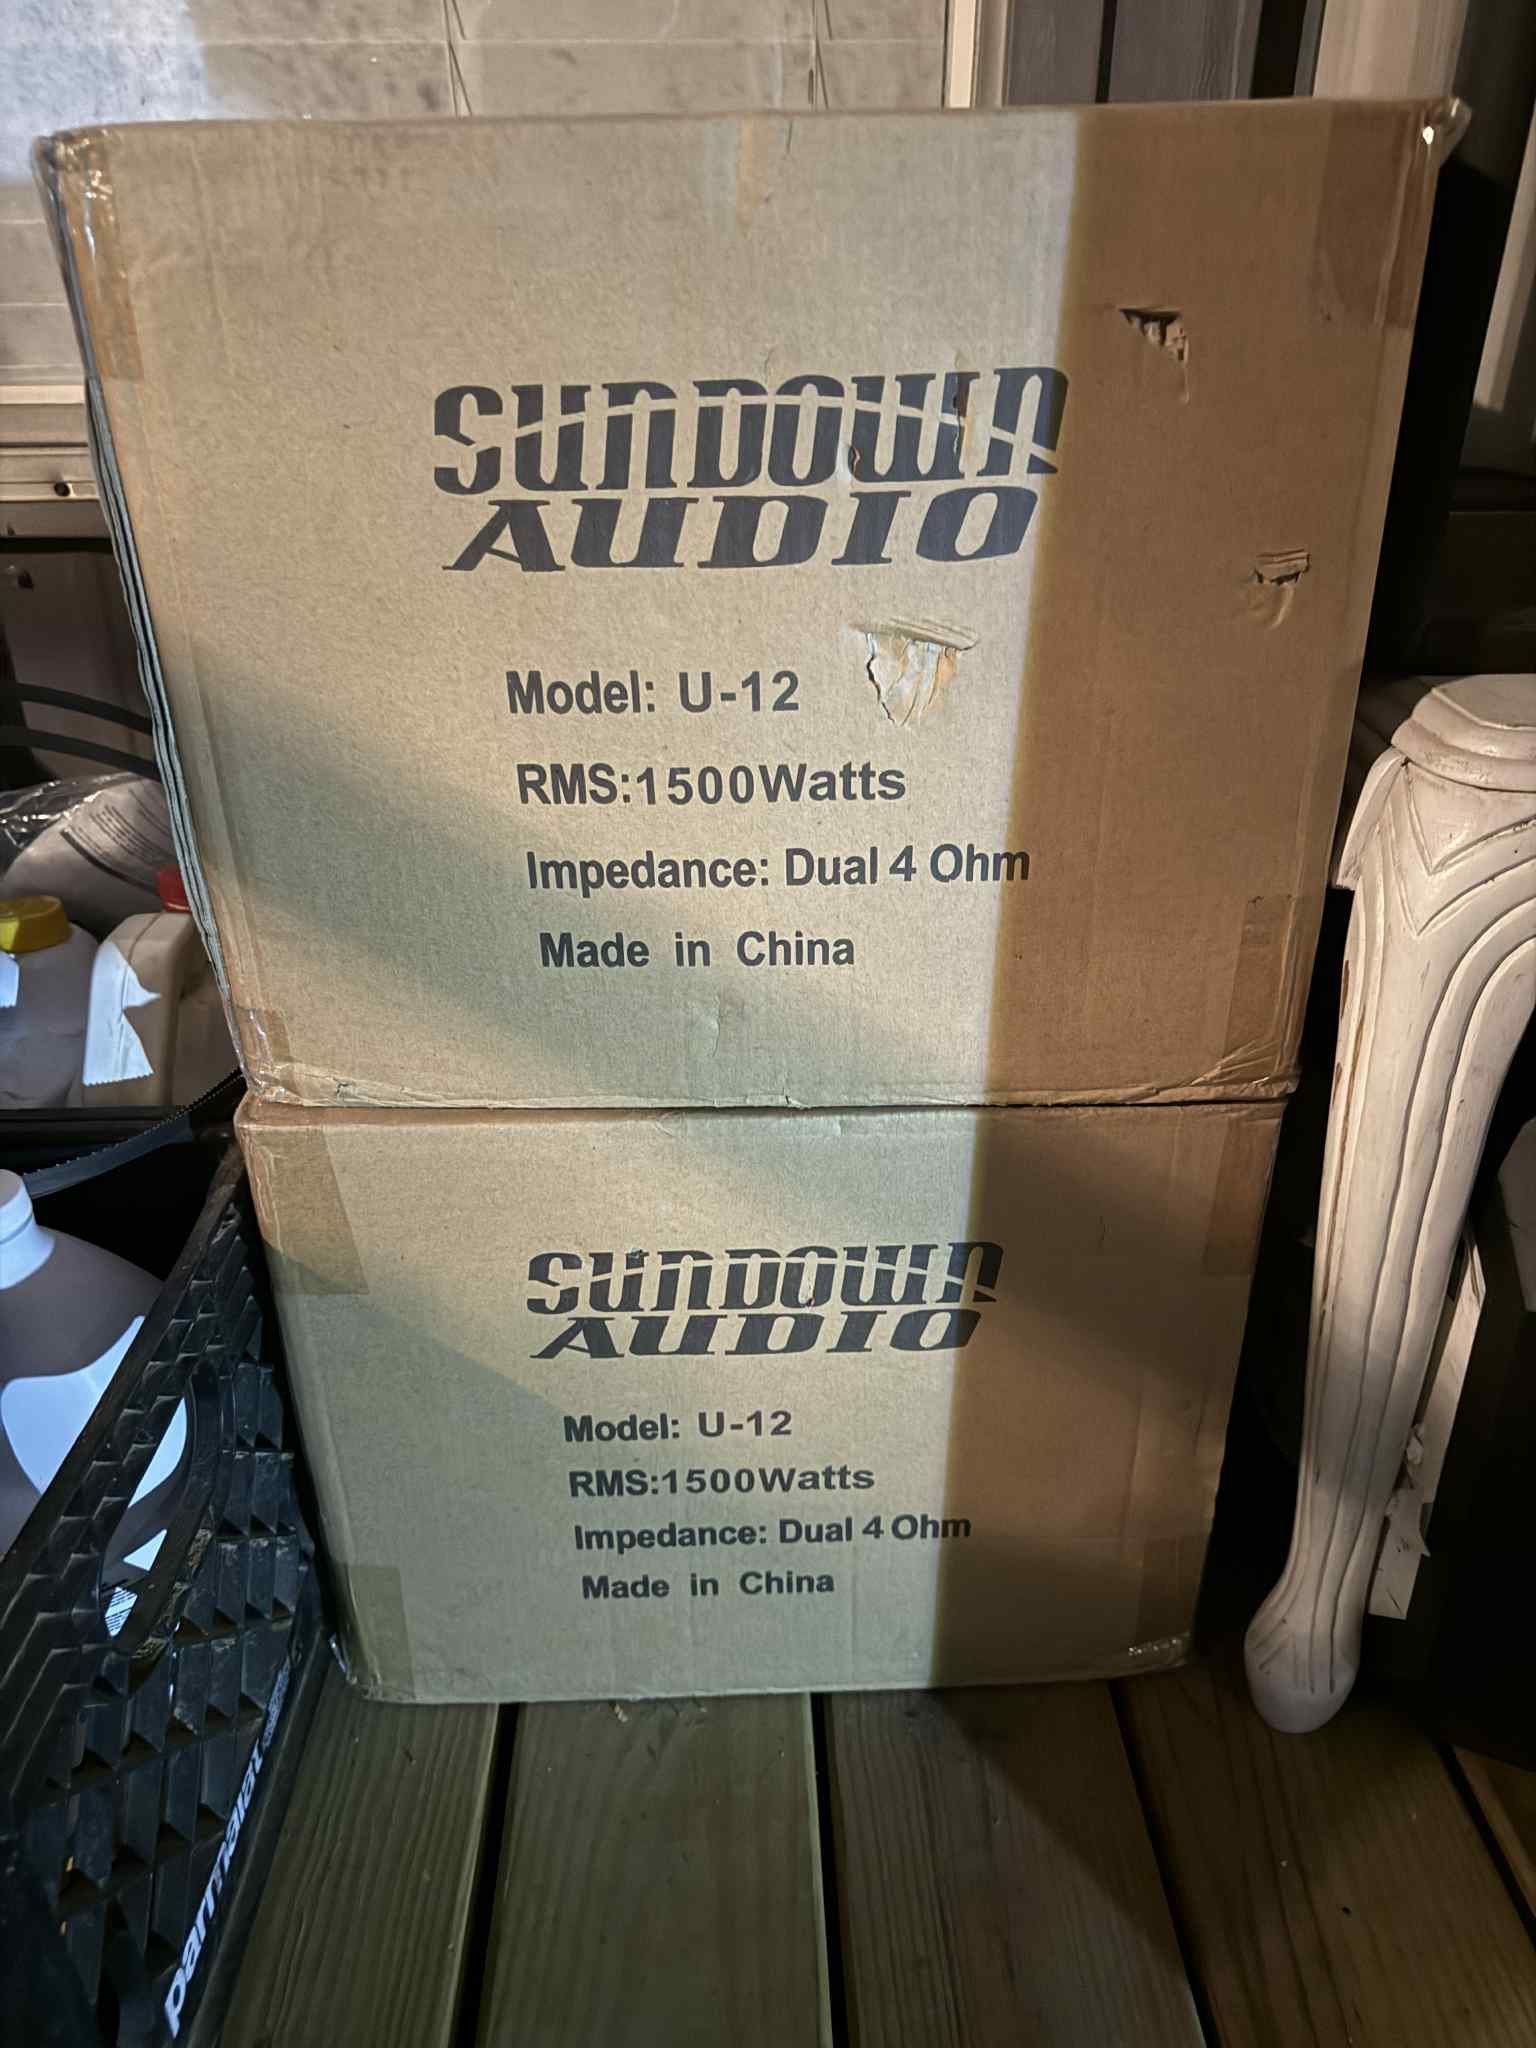 SUNDOWN
AUDIO
Model: U-12
RMS:1500Watts
Impedance: Dual 4 Ohm
Made in China
SUNDOWN
AUDIO
Model: U-12
RMS:1500Watts
Impedance: Dual 4 Ohm
Made in China
parmalat